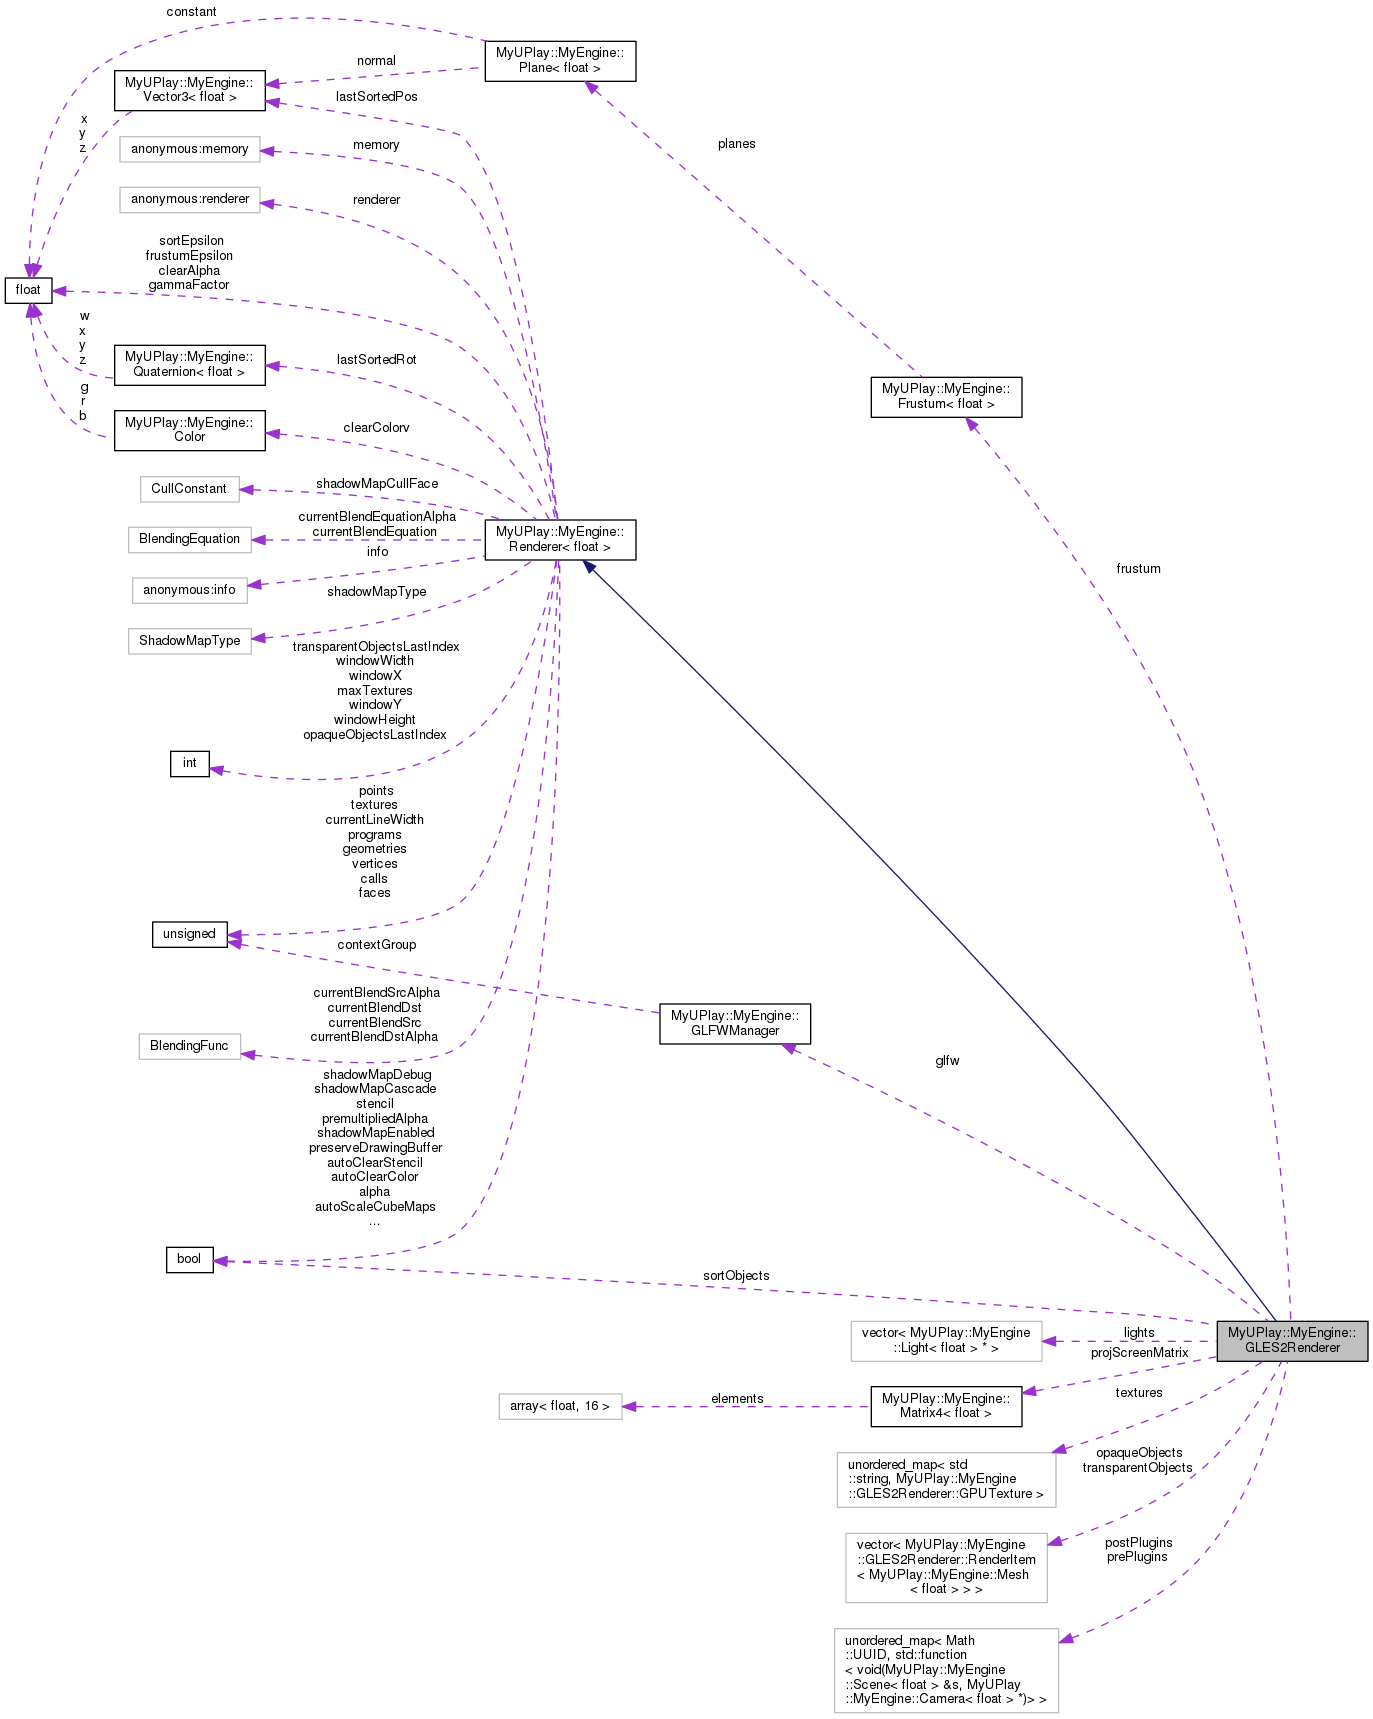 constant
MyUPlay::MyEngine::
Plane< float >
normal
MyUPlay::MyEngine::
Vector3< float >
lastSortedPos
x
y
z
anonymous:memory
memory
planes
anonymous:renderer
renderer
sortEpsilon
frustumEpsilon
clearAlpha
gammaFactor
float
w
x
y
z
MyUPlay::MyEngine::
Quaternion< float >
lastSortedRot
MyUPlay::MyEngine::
Frustum< float >
g
r
b
MyUPlay::MyEngine::
Color
clearColorv
CullConstant
shadowMapCullFace
BlendingEquation
currentBlendEquationAlpha
currentBlendEquation
MyUPlay::MyEngine::
Renderer< float >
info
anonymous:info
frustum
shadowMapType
ShadowMapType
transparentObjectsLastIndex
windowWidth
windowX
maxTextures
windowY
windowHeight
opaqueObjectsLastIndex
int
points
textures
currentLineWidth
programs
geometries
vertices
calls
faces
unsigned
contextGroup
MyUPlay::MyEngine::
GLFWManager
currentBlendSrcAlpha
currentBlendDst
currentBlendSrc
currentBlendDstAlpha
BlendingFunc
glfw
shadowMapDebug
shadowMapCascade
stencil
premultipliedAlpha
shadowMapEnabled
preserveDrawingBuffer
autoClearStencil
autoClearColor
alpha
autoScaleCubeMaps
...
bool
sortObjects
vector< MyUPlay::MyEngine
::Light< float > * >
lights
MyUPlay::MyEngine::
GLES2Renderer
projScreenMatrix
array< float, 16 >
elements
MyUPlay::MyEngine::
Matrix4< float >
textures
unordered_map< std
::string, MyUPlay::MyEngine
::GLES2Renderer::GPUTexture >
opaqueObjects
transparentObjects
vector< MyUPlay::MyEngine
::GLES2Renderer::RenderItem
< MyUPlay::MyEngine::Mesh
< float > > >
postPlugins
prePlugins
unordered_map< Math
::UUID, std::function
< void(MyUPlay::MyEngine
::Scene< float > &s, MyUPlay
::MyEngine::Camera< float > *)> >